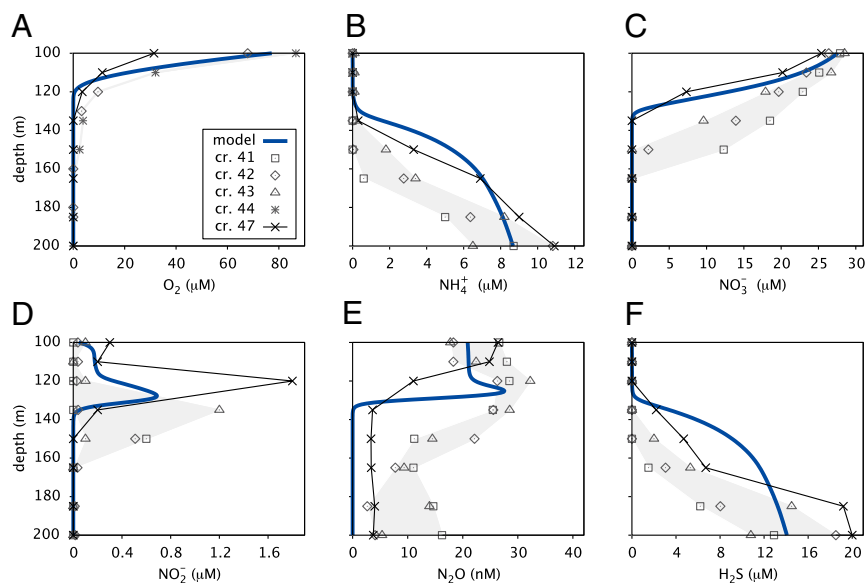 A
B
C
100
120
140
160
180
200
depth (m)
model
cr. 41
cr. 42
cr. 43
cr. 44
cr. 47
0 20 40 60 80
O₂ (μM)
0 2 4 6 8 10 12
NH₄⁺ (μM)
0 5 10 15 20 25 30
NO₃⁻ (μM)
D
E
F
100
120
140
160
180
200
depth (m)
0 0.4 0.8 1.2 1.6
NO₂⁻ (μM)
0 10 20 30 40
N₂O (nM)
0 4 8 12 16 20
H₂S (μM)